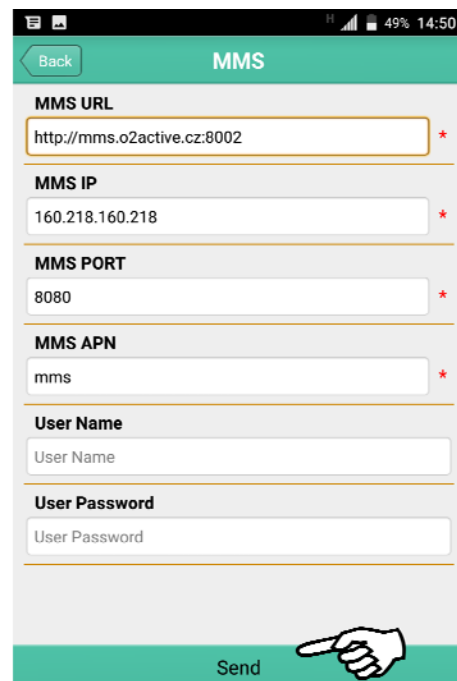 H 49% 14:50
Back MMS
MMS URL
http://mms.o2active.cz:8002 *
MMS IP
160.218.160.218 *
MMS PORT
8080 *
MMS APN
mms *
User Name
User Name
User Password
User Password
Send